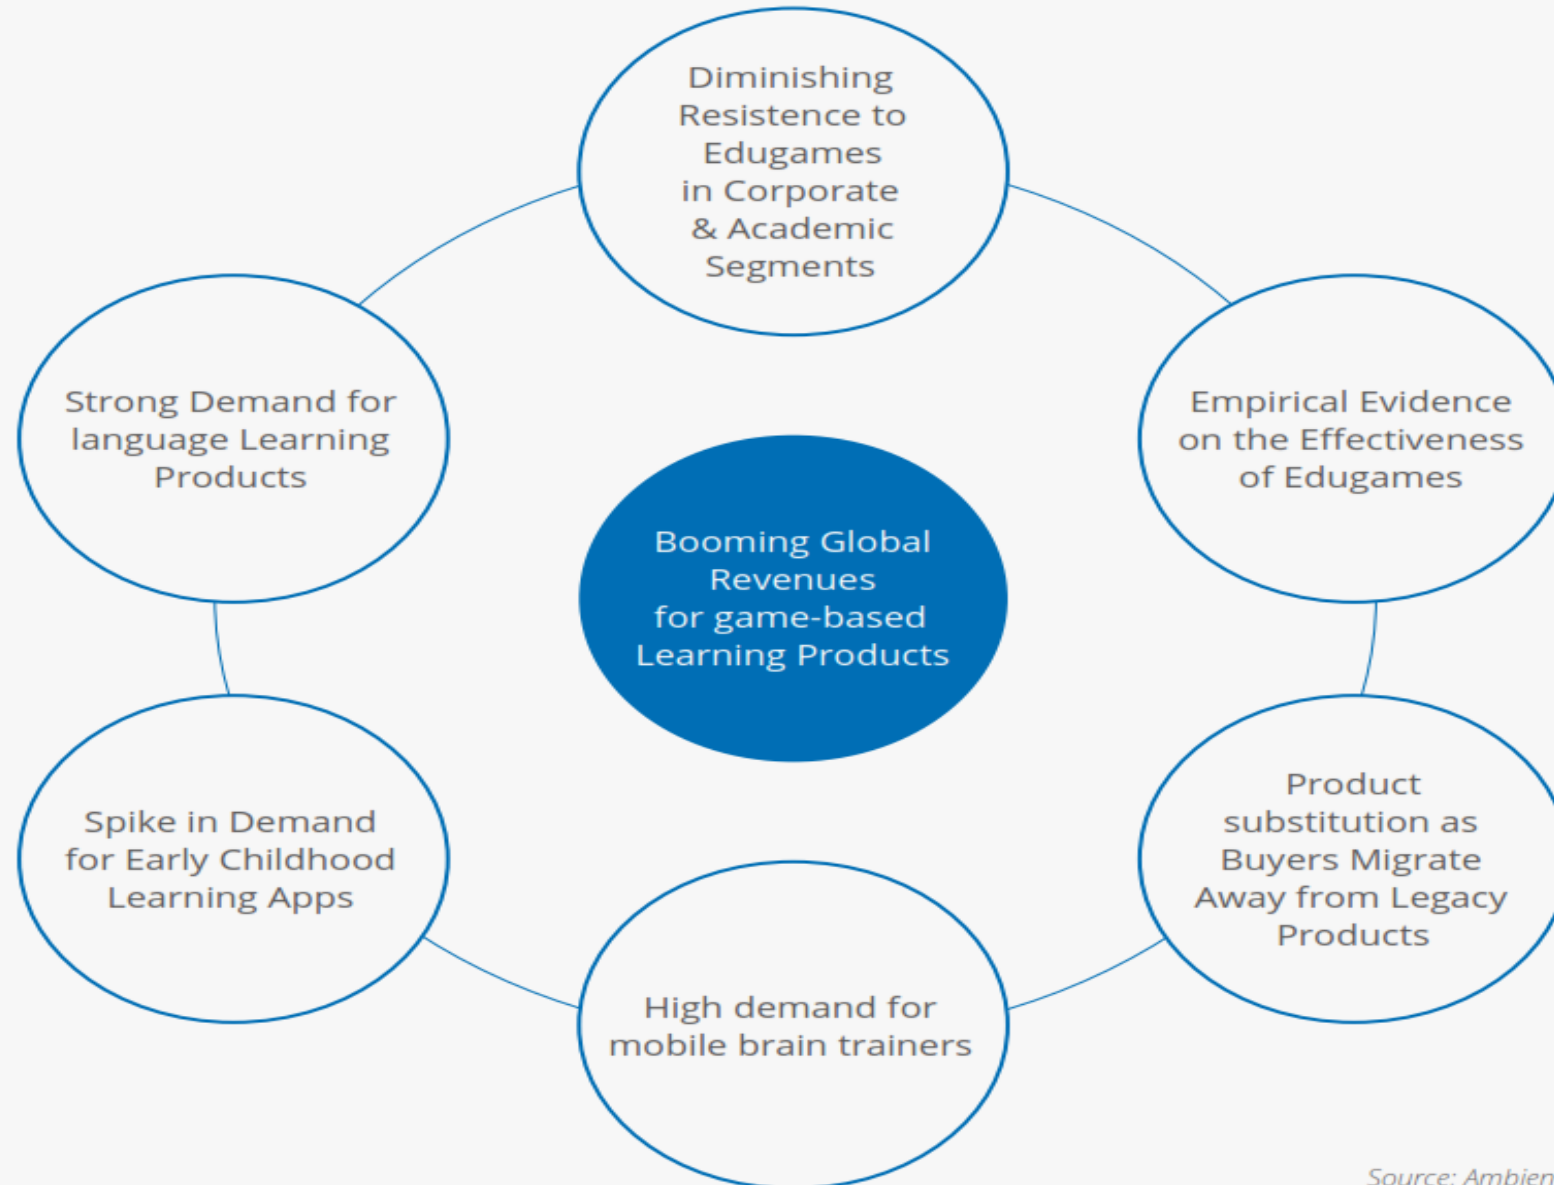 Diminishing
Resistence to
Edugames
in Corporate
& Academic
Segments
Strong Demand for
language Learning
Products
Empirical Evidence
on the Effectiveness
of Edugames
Booming Global
Revenues
for game-based
Learning Products
Spike in Demand
for Early Childhood
Learning Apps
Product
substitution as
Buyers Migrate
Away from Legacy
Products
High demand for
mobile brain trainers
Source: Ambien